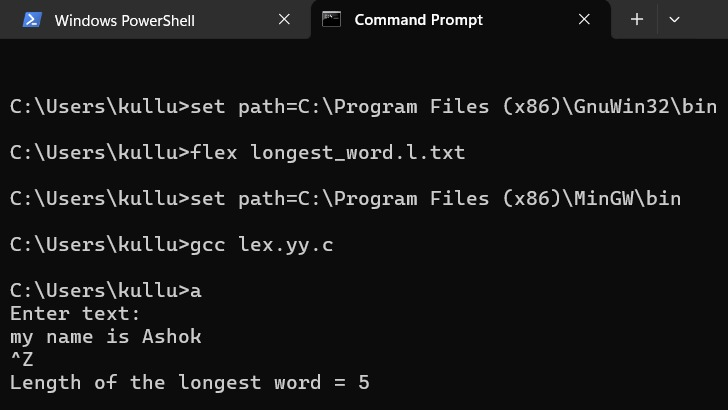 Windows PowerShell
Command Prompt
C:\Users\kullu>set path=C:\Program Files (x86)\GnuWin32\bin
C:\Users\kullu>flex longest_word.l.txt
C:\Users\kullu>set path=C:\Program Files (x86)\MinGW\bin
C:\Users\kullu>gcc lex.yy.c
C:\Users\kullu>a
Enter text:
my name is Ashok
^Z
Length of the longest word = 5